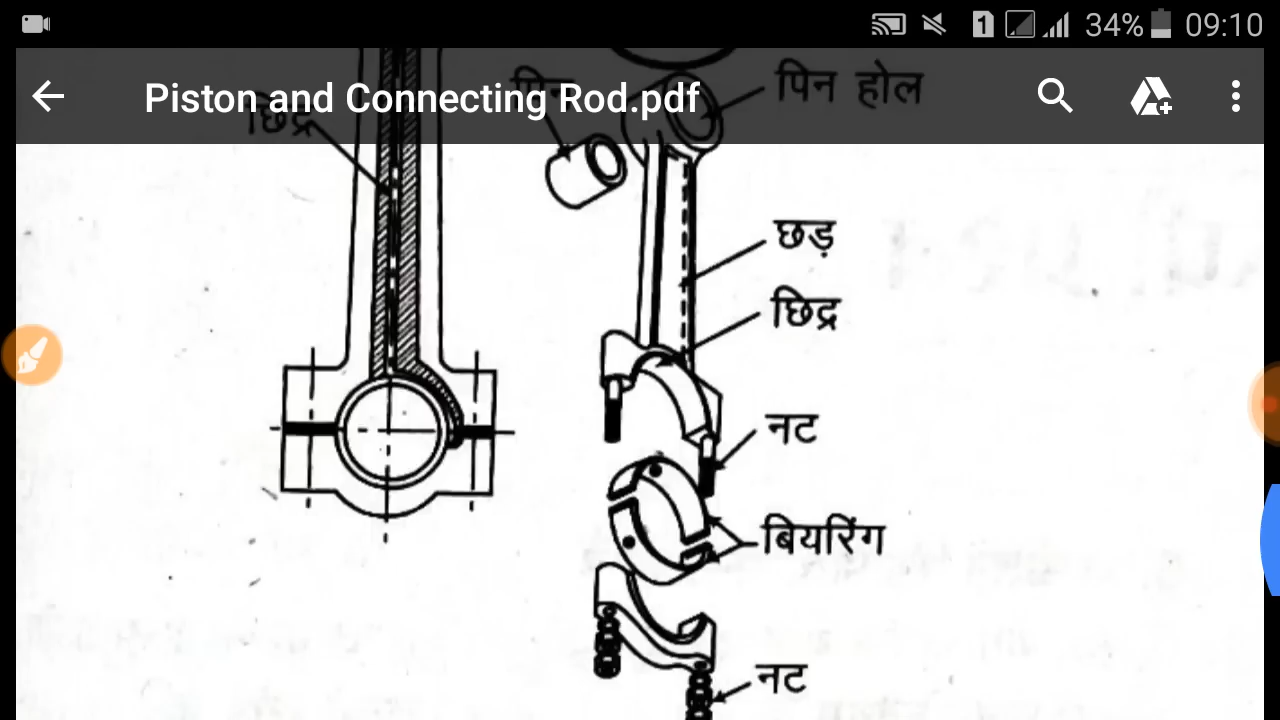 34% 09:10
Piston and Connecting Rod.pdf
पिन
पिन होल
छिद्र
छड़
छिद्र
नट
बियरिंग
नट